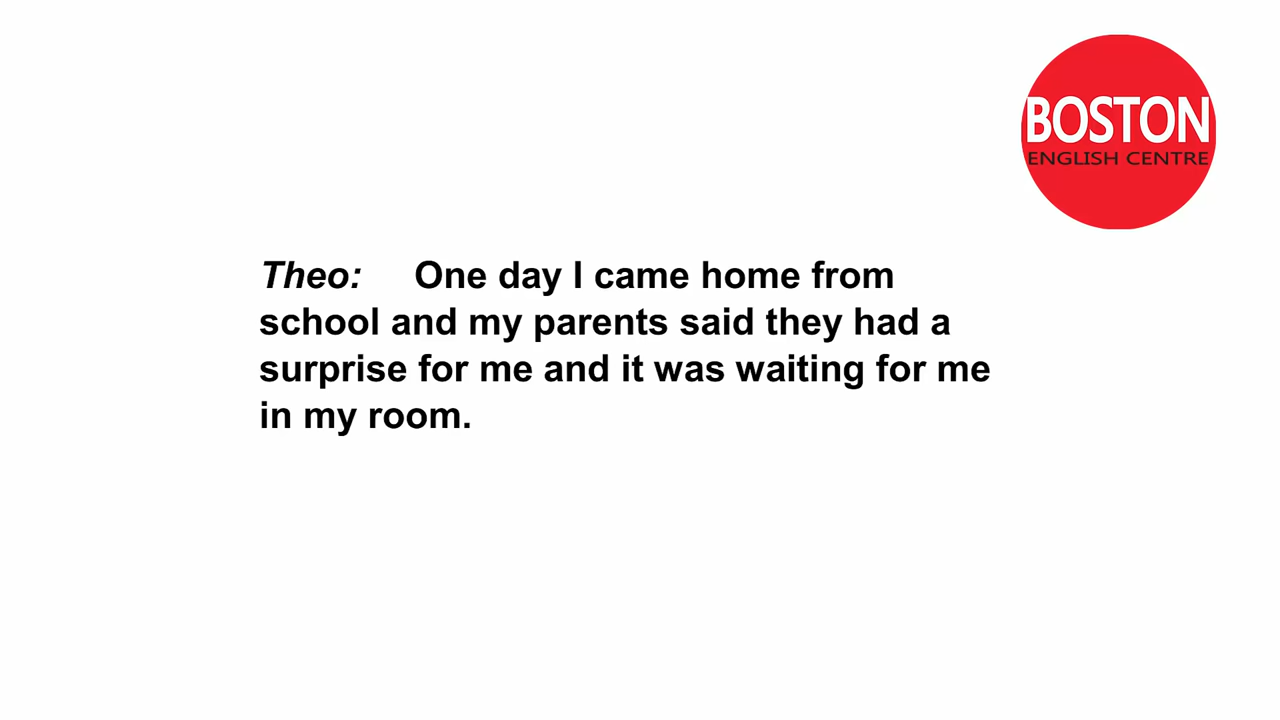 BOSTON
ENGLISH CENTRE
Theo: One day I came home from
school and my parents said they had a
surprise for me and it was waiting for me
in my room.